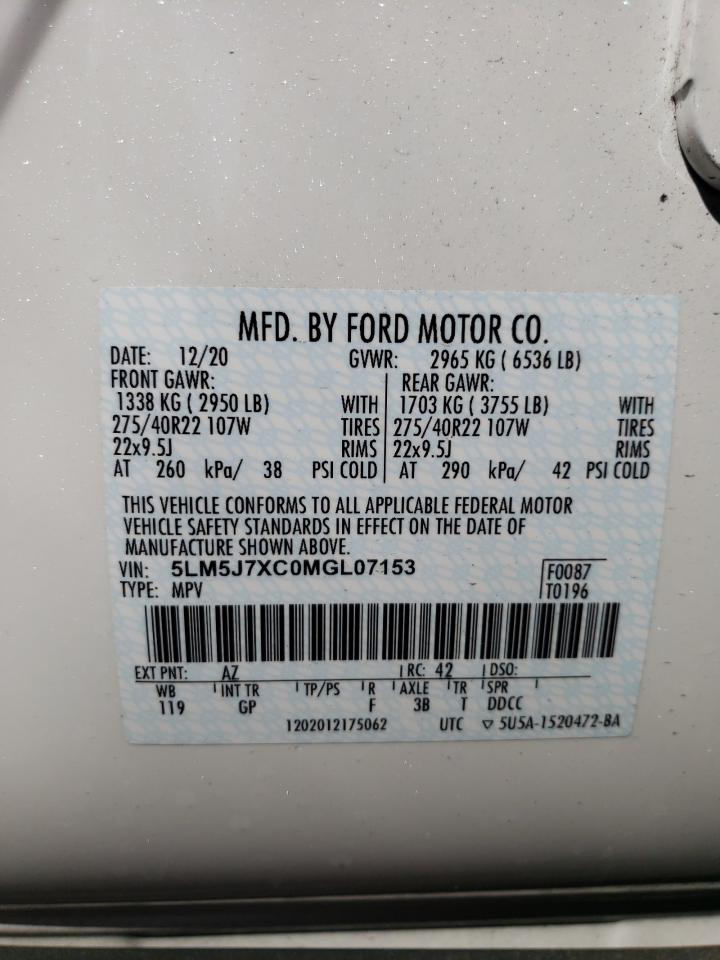 MFD. BY FORD MOTOR CO.
DATE: 12/20 GVWR: 2965 KG ( 6536 LB)
FRONT GAWR: REAR GAWR:
1338 KG ( 2950 LB) WITH 1703 KG ( 3755 LB) WITH
275/40R22 107W TIRES 275/40R22 107W TIRES
22x9.5J RIMS 22x9.5J RIMS
AT 260 kPa/ 38 PSI COLD AT 290 kPa/ 42 PSI COLD
THIS VEHICLE CONFORMS TO ALL APPLICABLE FEDERAL MOTOR
VEHICLE SAFETY STANDARDS IN EFFECT ON THE DATE OF
MANUFACTURE SHOWN ABOVE.
VIN: 5LM5J7XC0MGL07153 F0087
TYPE: MPV T0196
EXT PNT: AZ RC: 42 DSO:
WB INT TR TP/PS R AXLE TR SPR
119 GP F 3B T DDCC
1202012175062 UTC ▽ 5U5A-1520472-BA